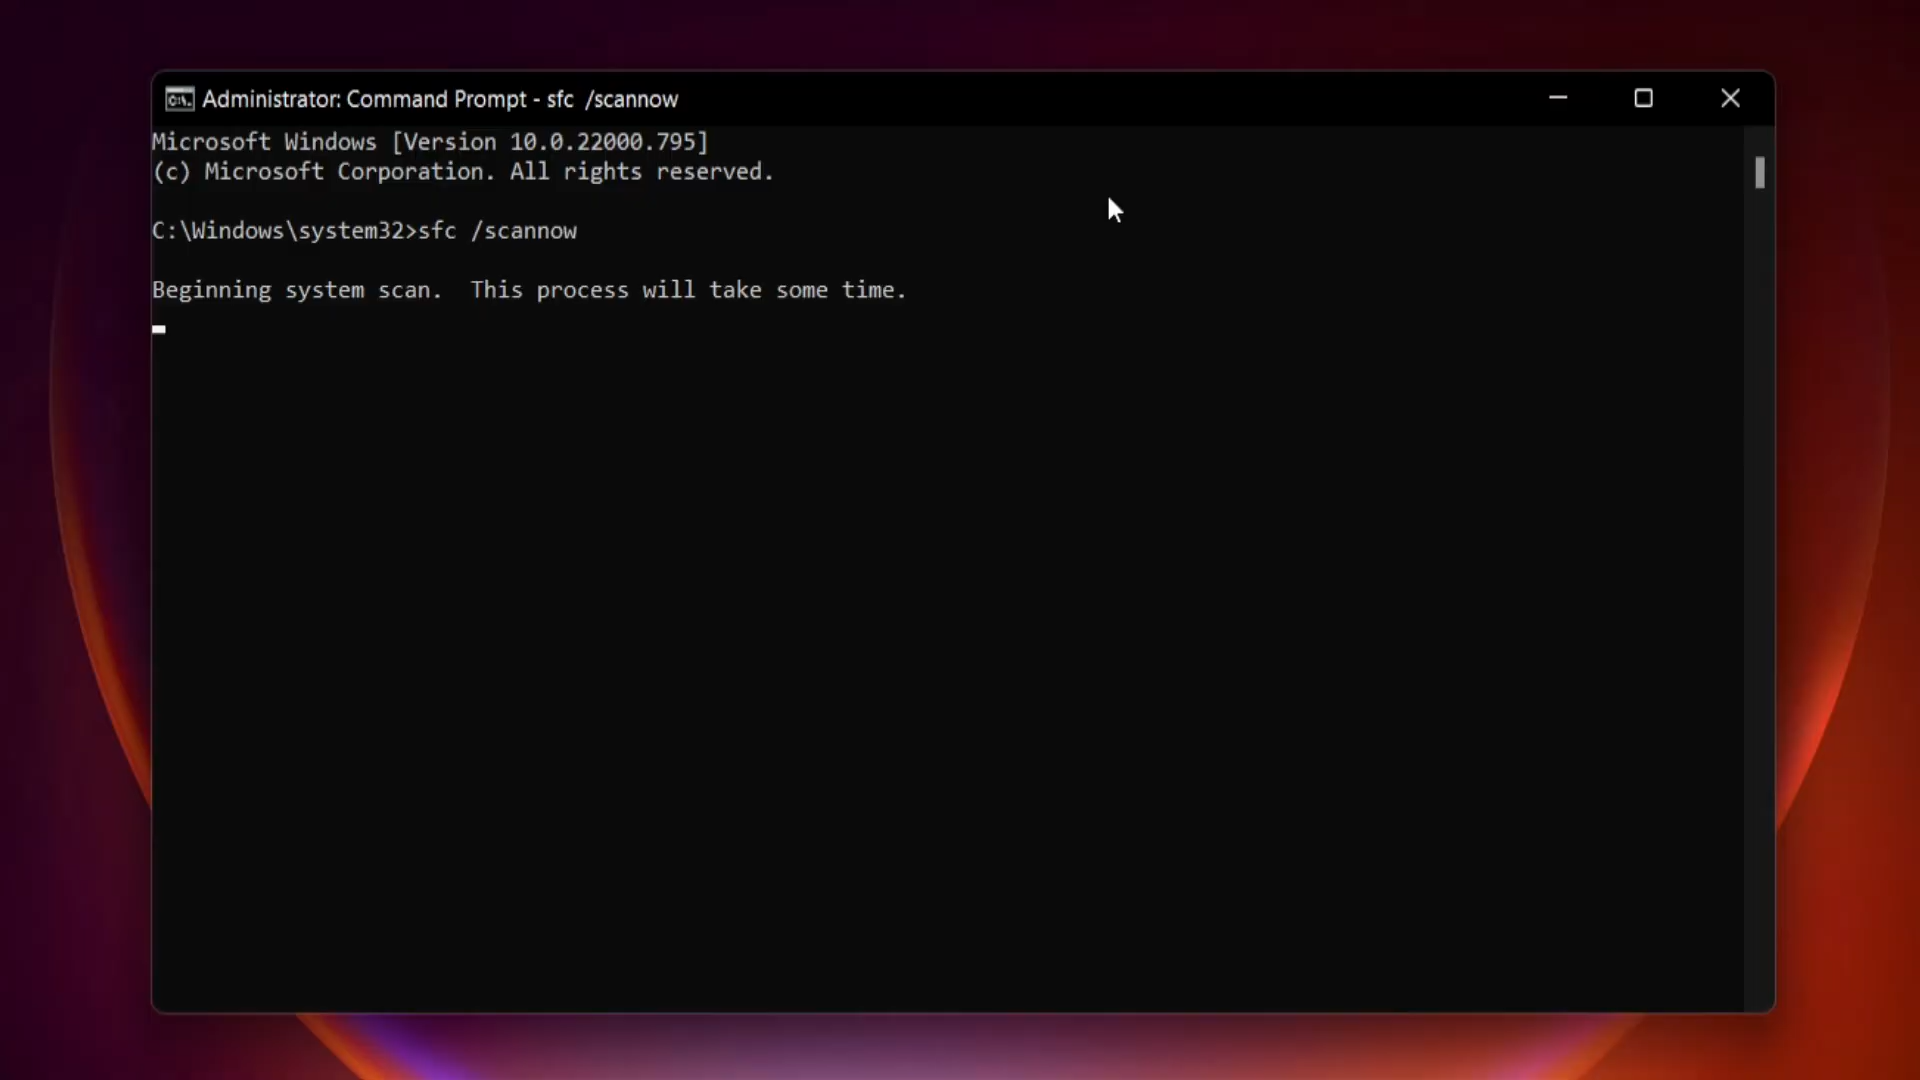 Administrator: Command Prompt - sfc  /scannow
Microsoft Windows [Version 10.0.22000.795]
(c) Microsoft Corporation. All rights reserved.
C:\Windows\system32>sfc /scannow
Beginning system scan.  This process will take some time.